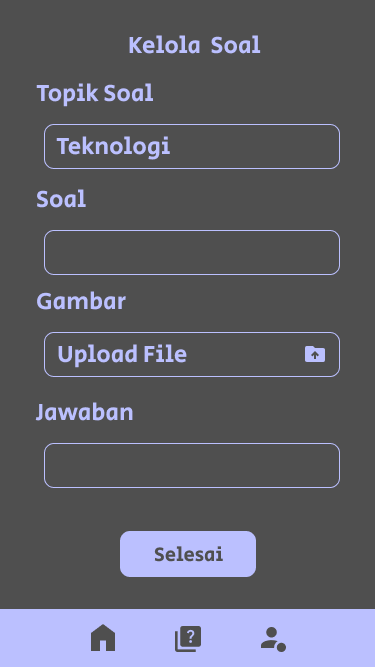 Kelola Soal
Topik Soal
Teknologi
Soal
Gambar
Upload File
Jawaban
Selesai
?